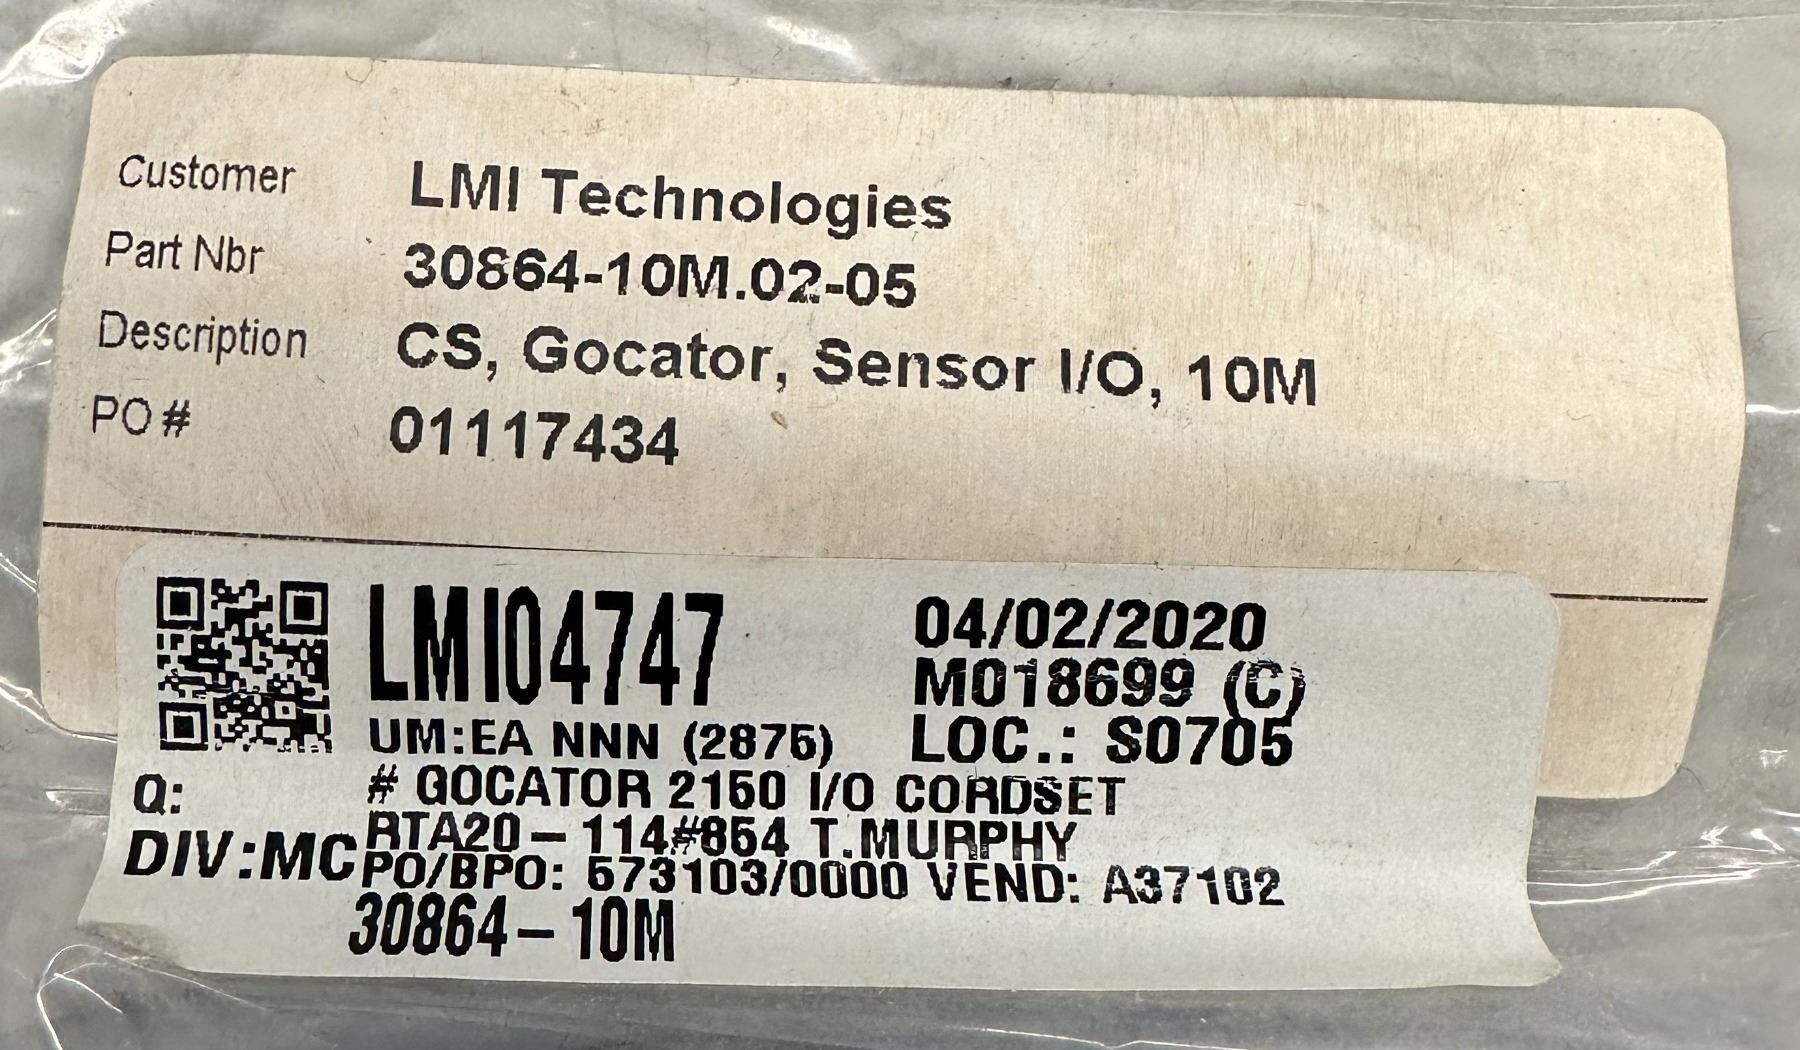 Customer LMI Technologies
Part Nbr 30864-10M.02-05
Description CS, Gocator, Sensor I/O, 10M
PO # 01117434
LMI04747 04/02/2020
M018699 (C)
UM:EA NNN (2875) LOC.: S0705
Q: # GOCATOR 2150 I/O CORDSET
RTA20-114#854 T.MURPHY
DIV:MC PO/BPO: 573103/0000 VEND: A37102
30864-10M